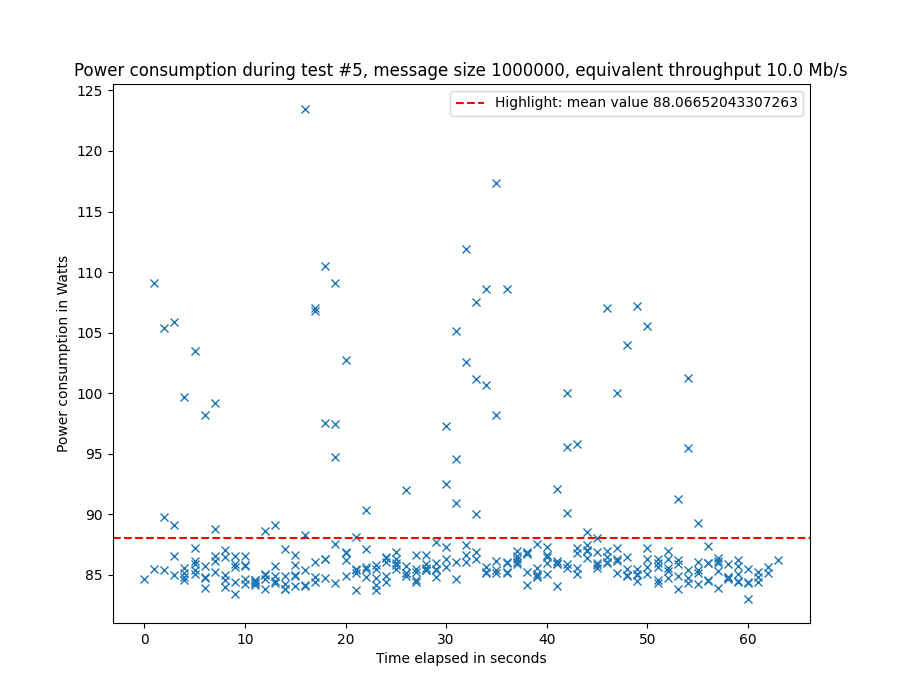 Power consumption during test #5, message size 1000000, equivalent throughput 10.0 Mb/s
Highlight: mean value 88.06652043307263
Power consumption in Watts
125
120
115
110
105
100
95
90
85
0 10 20 30 40 50 60
Time elapsed in seconds